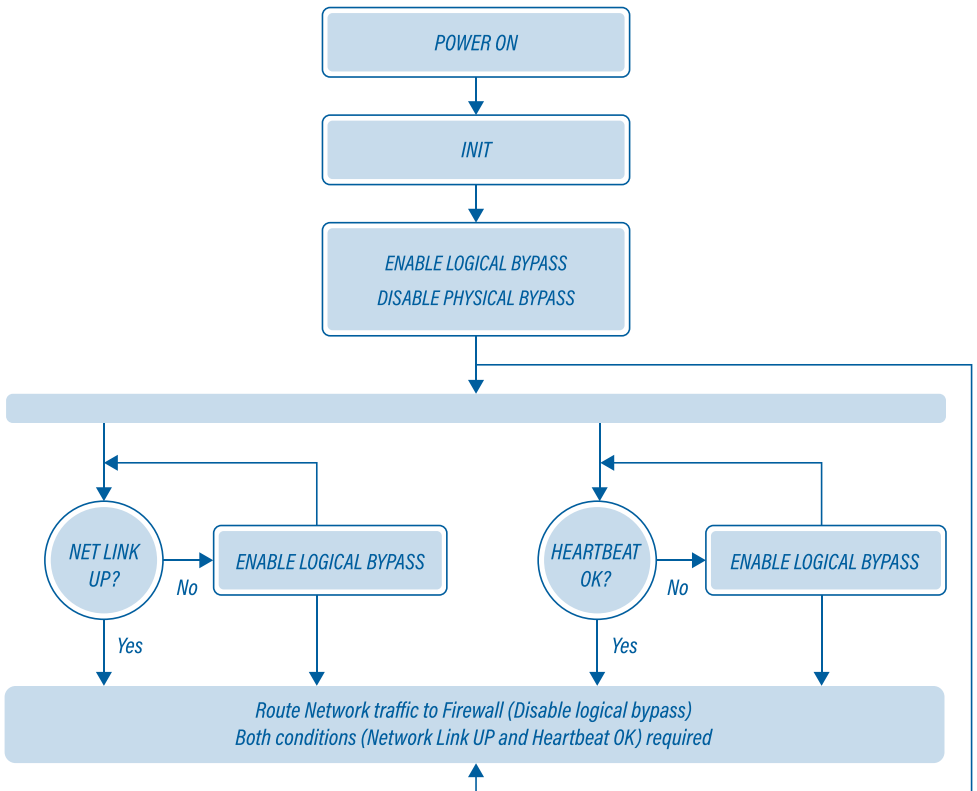 POWER ON
INIT
ENABLE LOGICAL BYPASS
DISABLE PHYSICAL BYPASS
NET LINK
UP?
No
ENABLE LOGICAL BYPASS
Yes
HEARTBEAT
OK?
No
ENABLE LOGICAL BYPASS
Yes
Route Network traffic to Firewall (Disable logical bypass)
Both conditions (Network Link UP and Heartbeat OK) required